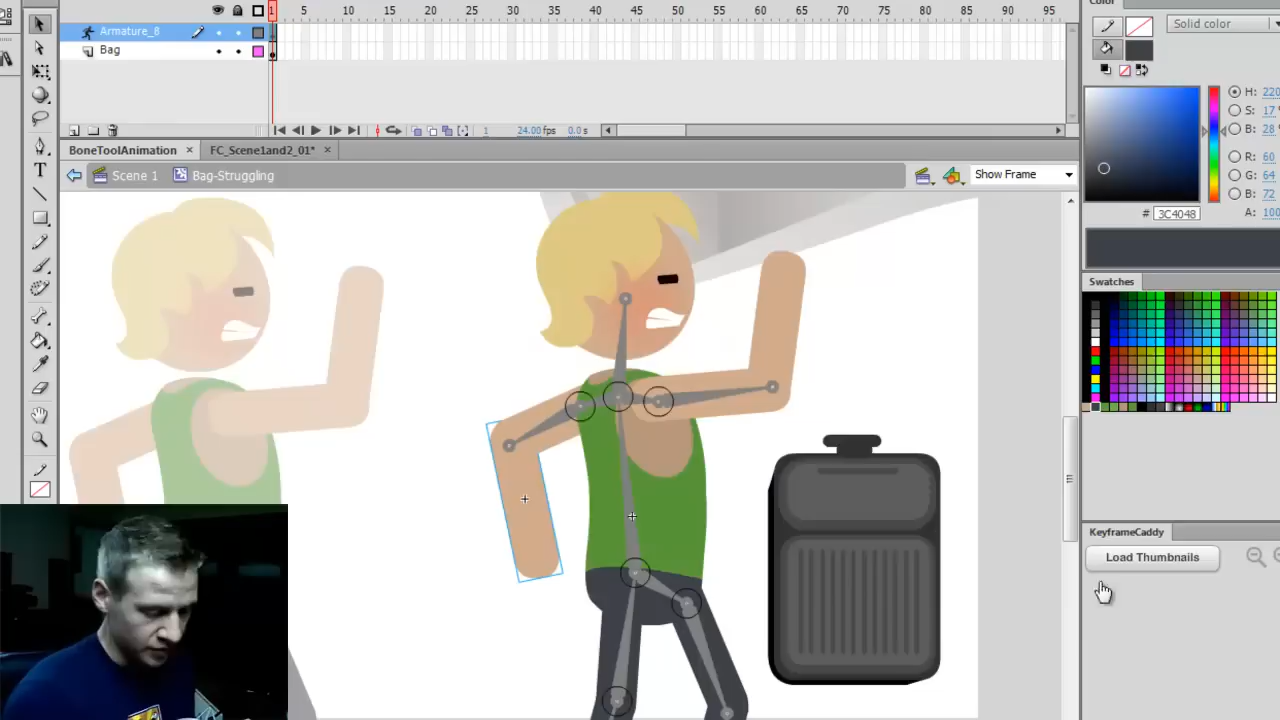 Color
1 5 10 15 20 25 30 35 40 45 50 55 60 65 70 75 80 85 90 95
Solid color
Armature_8
Bag
H: 220
S: 17
B: 28
1 24.00 fps 0.0 s
BoneToolAnimation × FC_Scene1and2_01* ×
R: 60
Scene 1 Bag-Struggling Show Frame
G: 64
B: 72
# 3C4048 A: 100
Swatches
KeyframeCaddy
Load Thumbnails